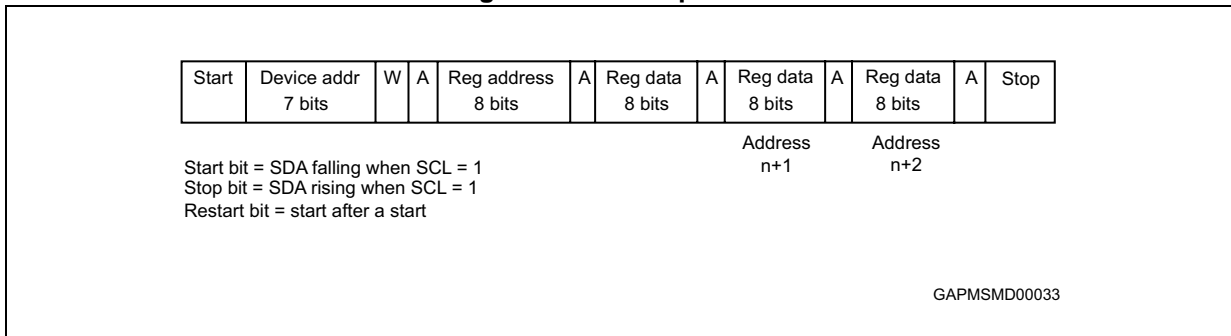 Start Device addr W A Reg address A Reg data A Reg data A Reg data A Stop
7 bits 8 bits 8 bits 8 bits 8 bits
Address Address
n+1 n+2
Start bit = SDA falling when SCL = 1
Stop bit = SDA rising when SCL = 1
Restart bit = start after a start
GAPMSMD00033